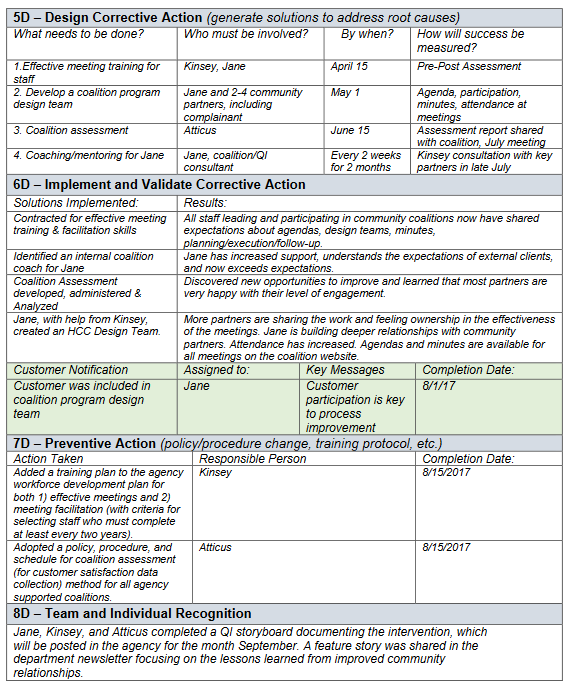 5D – Design Corrective Action (generate solutions to address root causes)
What needs to be done? Who must be involved? By when? How will success be
measured?
1.Effective meeting training for
staff
Kinsey, Jane
April 15
Pre-Post Assessment
2. Develop a coalition program
design team
Jane and 2-4 community
partners, including
complainant
May 1
Agenda, participation,
minutes, attendance at
meetings
3. Coalition assessment
Atticus
June 15
Assessment report shared
with coalition, July meeting
4. Coaching/mentoring for Jane
Jane, coalition/QI
consultant
Every 2 weeks
for 2 months
Kinsey consultation with key
partners in late July
6D – Implement and Validate Corrective Action
Solutions Implemented: Results:
Contracted for effective meeting
training & facilitation skills
All staff leading and participating in community coalitions now have shared
expectations about agendas, design teams, minutes,
planning/execution/follow-up.
Identified an internal coalition
coach for Jane
Jane has increased support, understands the expectations of external clients,
and now exceeds expectations.
Coalition Assessment
developed, administered &
Analyzed
Discovered new opportunities to improve and learned that most partners are
very happy with their level of engagement.
Jane, with help from Kinsey,
created an HCC Design Team.
More partners are sharing the work and feeling ownership in the effectiveness
of the meetings. Jane is building deeper relationships with community
partners. Attendance has increased. Agendas and minutes are available for
all meetings on the coalition website.
Customer Notification Assigned to: Key Messages Completion Date:
Customer was included in
coalition program design
team
Jane
Customer
participation is key
to process
improvement
8/1/17
7D – Preventive Action (policy/procedure change, training protocol, etc.)
Action Taken Responsible Person Completion Date:
Added a training plan to the agency
workforce development plan for
both 1) effective meetings and 2)
meeting facilitation (with criteria for
selecting staff who must complete
at least every two years).
Kinsey
8/15/2017
Adopted a policy, procedure, and
schedule for coalition assessment
(for customer satisfaction data
collection) method for all agency
supported coalitions.
Atticus
8/15/2017
8D – Team and Individual Recognition
Jane, Kinsey, and Atticus completed a QI storyboard documenting the intervention, which
will be posted in the agency for the month September. A feature story was shared in the
department newsletter focusing on the lessons learned from improved community
relationships.